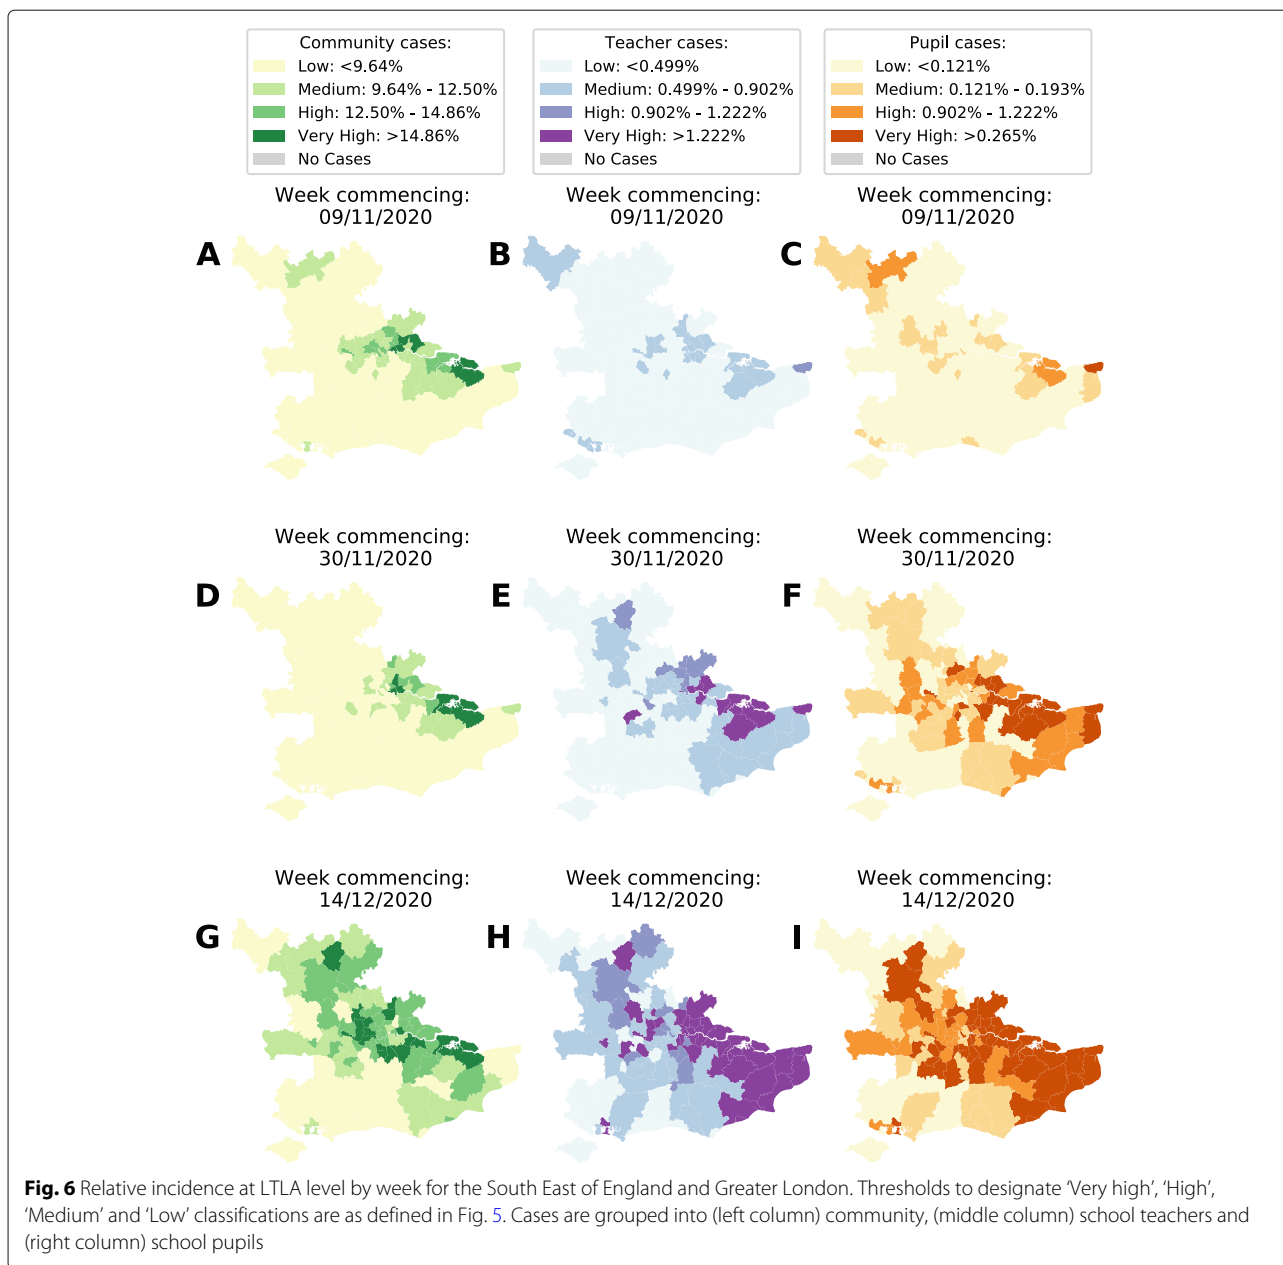 Community cases:
Low: <9.64%
Medium: 9.64% - 12.50%
High: 12.50% - 14.86%
Very High: >14.86%
No Cases
Teacher cases:
Low: <0.499%
Medium: 0.499% - 0.902%
High: 0.902% - 1.222%
Very High: >1.222%
No Cases
Pupil cases:
Low: <0.121%
Medium: 0.121% - 0.193%
High: 0.902% - 1.222%
Very High: >0.265%
No Cases
Week commencing:
09/11/2020
Week commencing:
09/11/2020
Week commencing:
09/11/2020
A
B
C
Week commencing:
30/11/2020
Week commencing:
30/11/2020
Week commencing:
30/11/2020
D
E
F
Week commencing:
14/12/2020
Week commencing:
14/12/2020
Week commencing:
14/12/2020
G
H
I
Fig. 6 Relative incidence at LTLA level by week for the South East of England and Greater London. Thresholds to designate ‘Very high’, ‘High’,
‘Medium’ and ‘Low’ classifications are as defined in Fig. 5. Cases are grouped into (left column) community, (middle column) school teachers and
(right column) school pupils